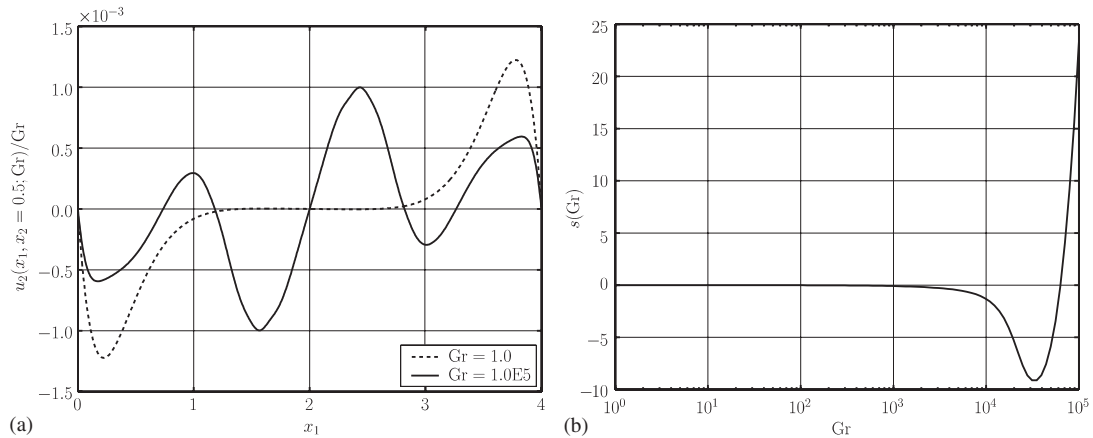 1.5 ×10⁻³
1.0
0.5
0.0
−0.5
−1.0
−1.5
u₂(x₁, x₂ = 0.5; Gr)/Gr
0 1 2 3 4
x₁
Gr = 1.0
Gr = 1.0E5
(a)
25
20
15
10
5
0
−5
−10
s(Gr)
10⁰ 10¹ 10² 10³ 10⁴ 10⁵
Gr
(b)